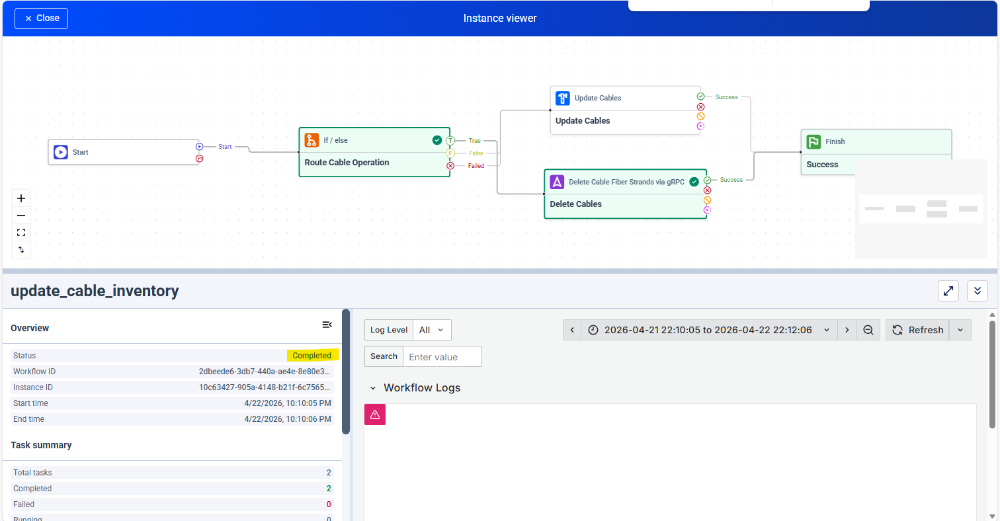 Close
Instance viewer
Start
Start
If / else
Route Cable Operation
T
True
F
False
Failed
Update Cables
Update Cables
Success
Delete Cable Fiber Strands via gRPC
Delete Cables
Success
Finish
Success
update_cable_inventory
Overview
Status Completed
Workflow ID 2dbeede6-3db7-440a-ae4e-8e80e3...
Instance ID 10c63427-905a-4148-b21f-6c7565...
Start time 4/22/2026, 10:10:05 PM
End time 4/22/2026, 10:10:06 PM
Task summary
Total tasks 2
Completed 2
Failed 0
Running 0
Log Level All
2026-04-21 22:10:05 to 2026-04-22 22:12:06
Refresh
Search Enter value
Workflow Logs